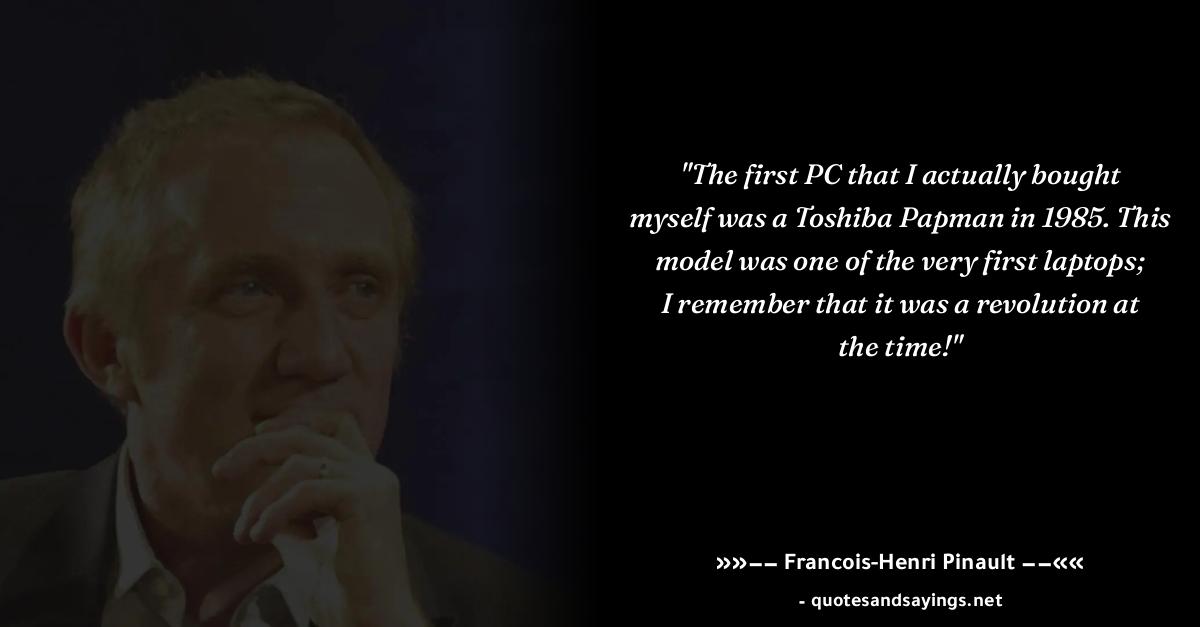 "The first PC that I actually bought
myself was a Toshiba Papman in 1985. This
model was one of the very first laptops;
I remember that it was a revolution at
the time!"
»»–– Francois-Henri Pinault ––««
- quotesandsayings.net